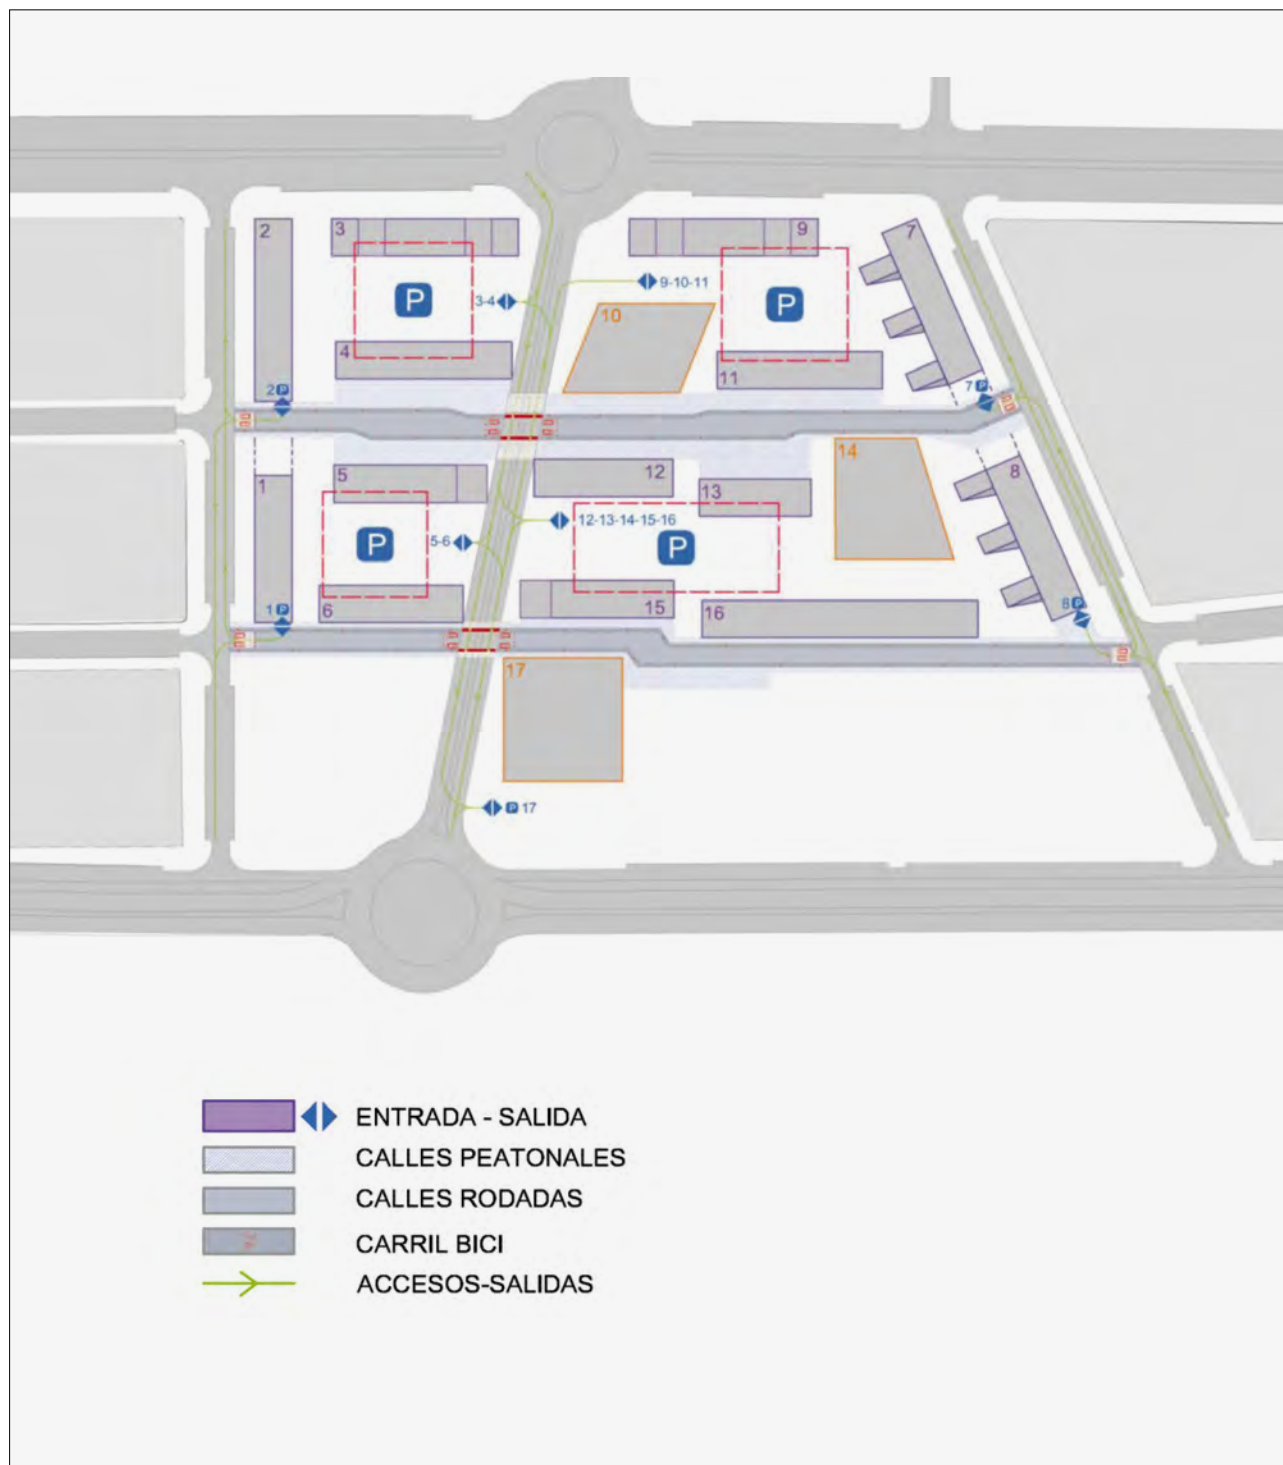 2
3
9
7
P
P
3-4
9-10-11
10
4
11
2 P
7 P
5
12
14
1
13
8
12-13-14-15-16
5-6
P
P
1 P
6
15
16
8 P
17
P 17
ENTRADA - SALIDA
CALLES PEATONALES
CALLES RODADAS
CARRIL BICI
ACCESOS-SALIDAS